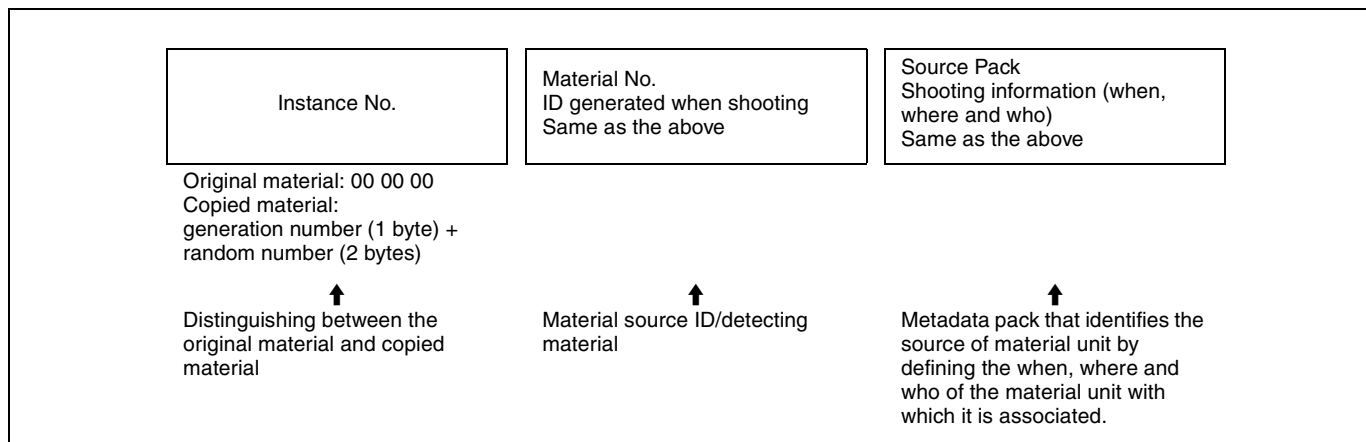 Instance No.
Material No.
ID generated when shooting
Same as the above
Source Pack
Shooting information (when,
where and who)
Same as the above
Original material: 00 00 00
Copied material:
generation number (1 byte) +
random number (2 bytes)
Distinguishing between the
original material and copied
material
Material source ID/detecting
material
Metadata pack that identifies the
source of material unit by
defining the when, where and
who of the material unit with
which it is associated.